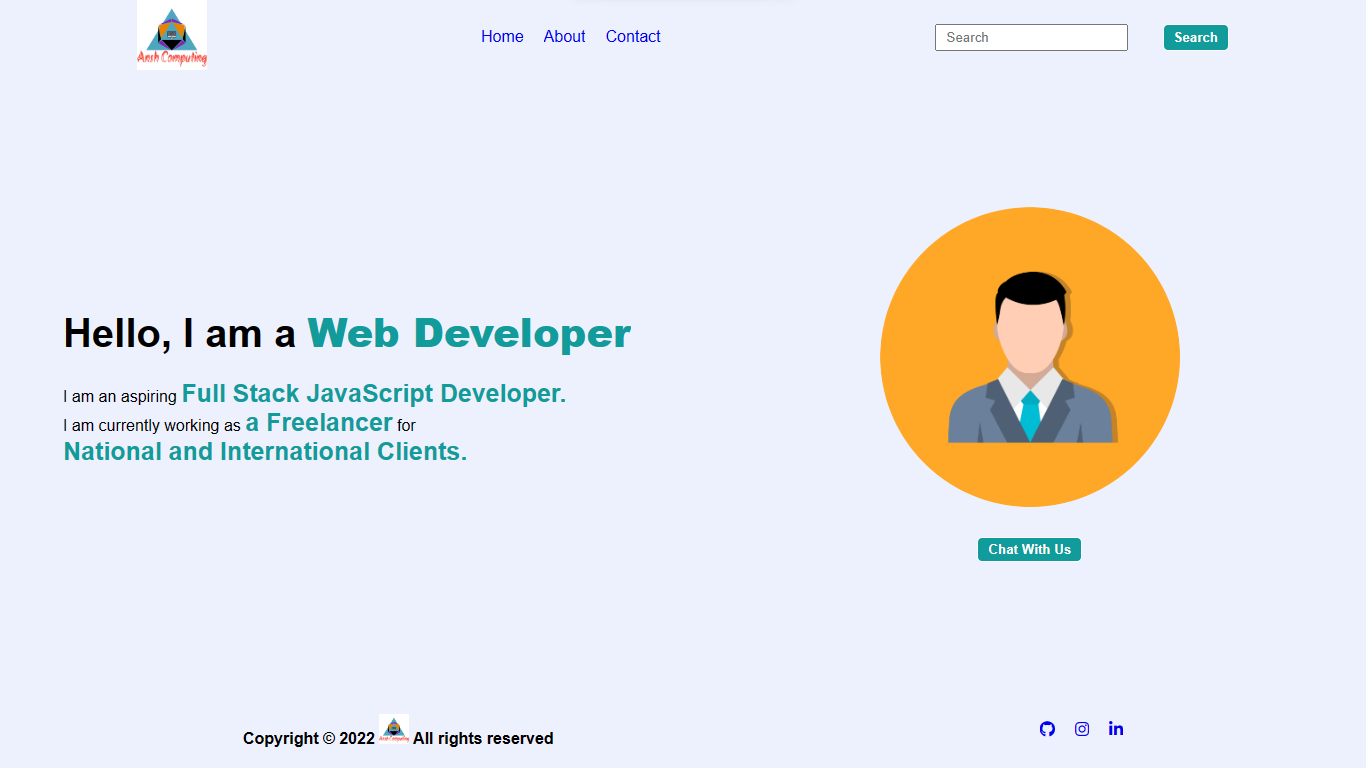 Ansh Computing
Home About Contact
Search
Search
Hello, I am a Web Developer
I am an aspiring Full Stack JavaScript Developer.
I am currently working as a Freelancer for
National and International Clients.
Chat With Us
Copyright © 2022 Ansh Computing All rights reserved